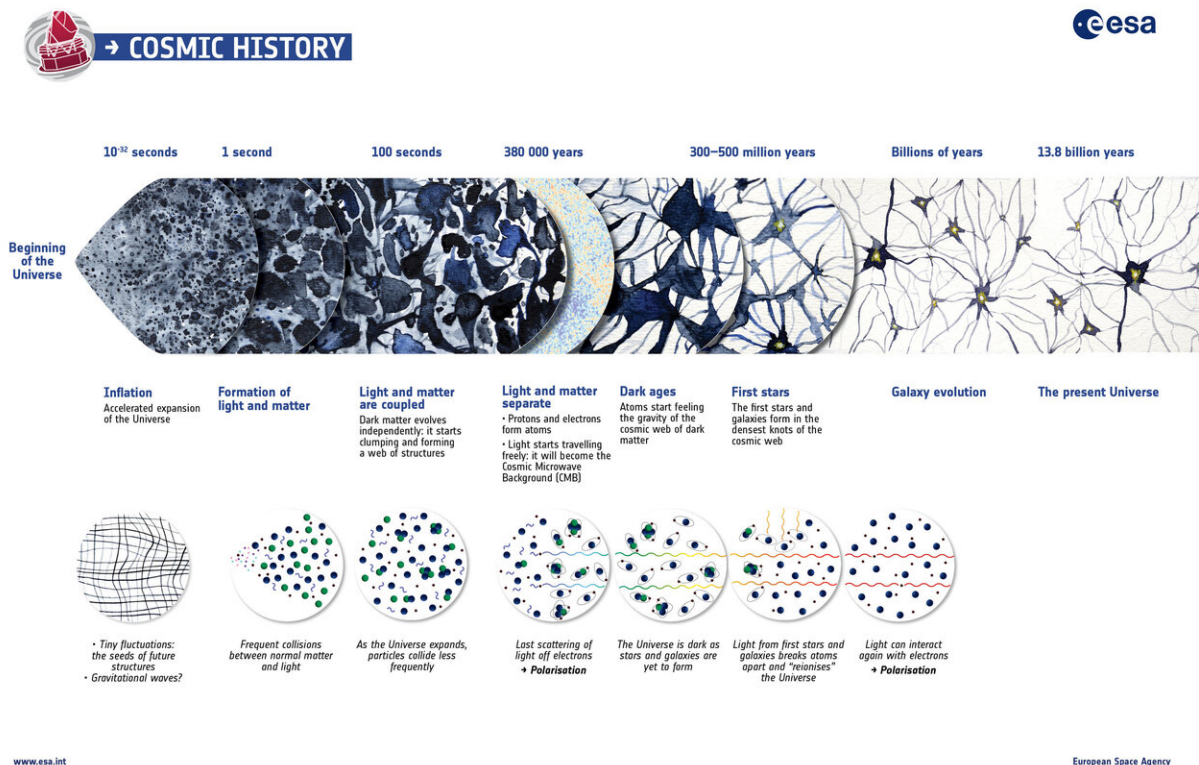 → COSMIC HISTORY
esa
10⁻³² seconds
1 second
100 seconds
380 000 years
300–500 million years
Billions of years
13.8 billion years
Beginning
of the
Universe
Inflation
Accelerated expansion
of the Universe
Formation of
light and matter
Light and matter
are coupled
Dark matter evolves
independently: it starts
clumping and forming
a web of structures
Light and matter
separate
• Protons and electrons
form atoms
• Light starts travelling
freely: it will become the
Cosmic Microwave
Background (CMB)
Dark ages
Atoms start feeling
the gravity of the
cosmic web of dark
matter
First stars
The first stars and
galaxies form in the
densest knots of the
cosmic web
Galaxy evolution
The present Universe
• Tiny fluctuations:
the seeds of future
structures
• Gravitational waves?
Frequent collisions
between normal matter
and light
As the Universe expands,
particles collide less
frequently
Last scattering of
light off electrons
→ Polarisation
The Universe is dark as
stars and galaxies are
yet to form
Light from first stars and
galaxies breaks atoms
apart and “reionises”
the Universe
Light can interact
again with electrons
→ Polarisation
www.esa.int
European Space Agency